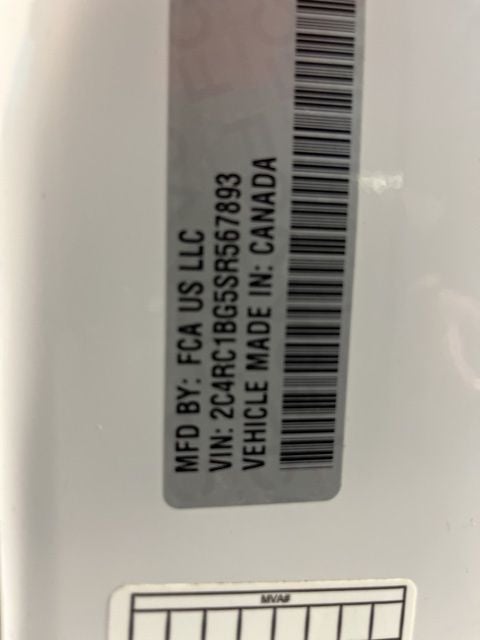 MFD BY: FCA US LLC
VIN: 2C4RC1BG5SR567893
VEHICLE MADE IN: CANADA
MVA#